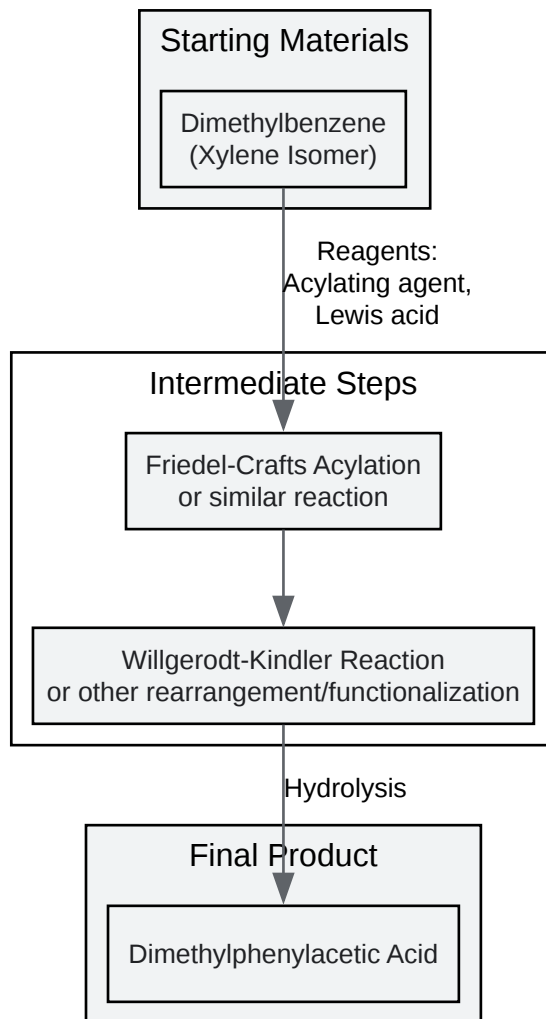 Starting Materials
Dimethylbenzene
(Xylene Isomer)
Reagents:
Acylating agent,
Lewis acid
Intermediate Steps
Friedel-Crafts Acylation
or similar reaction
Willgerodt-Kindler Reaction
or other rearrangement/functionalization
Hydrolysis
Final Product
Dimethylphenylacetic Acid